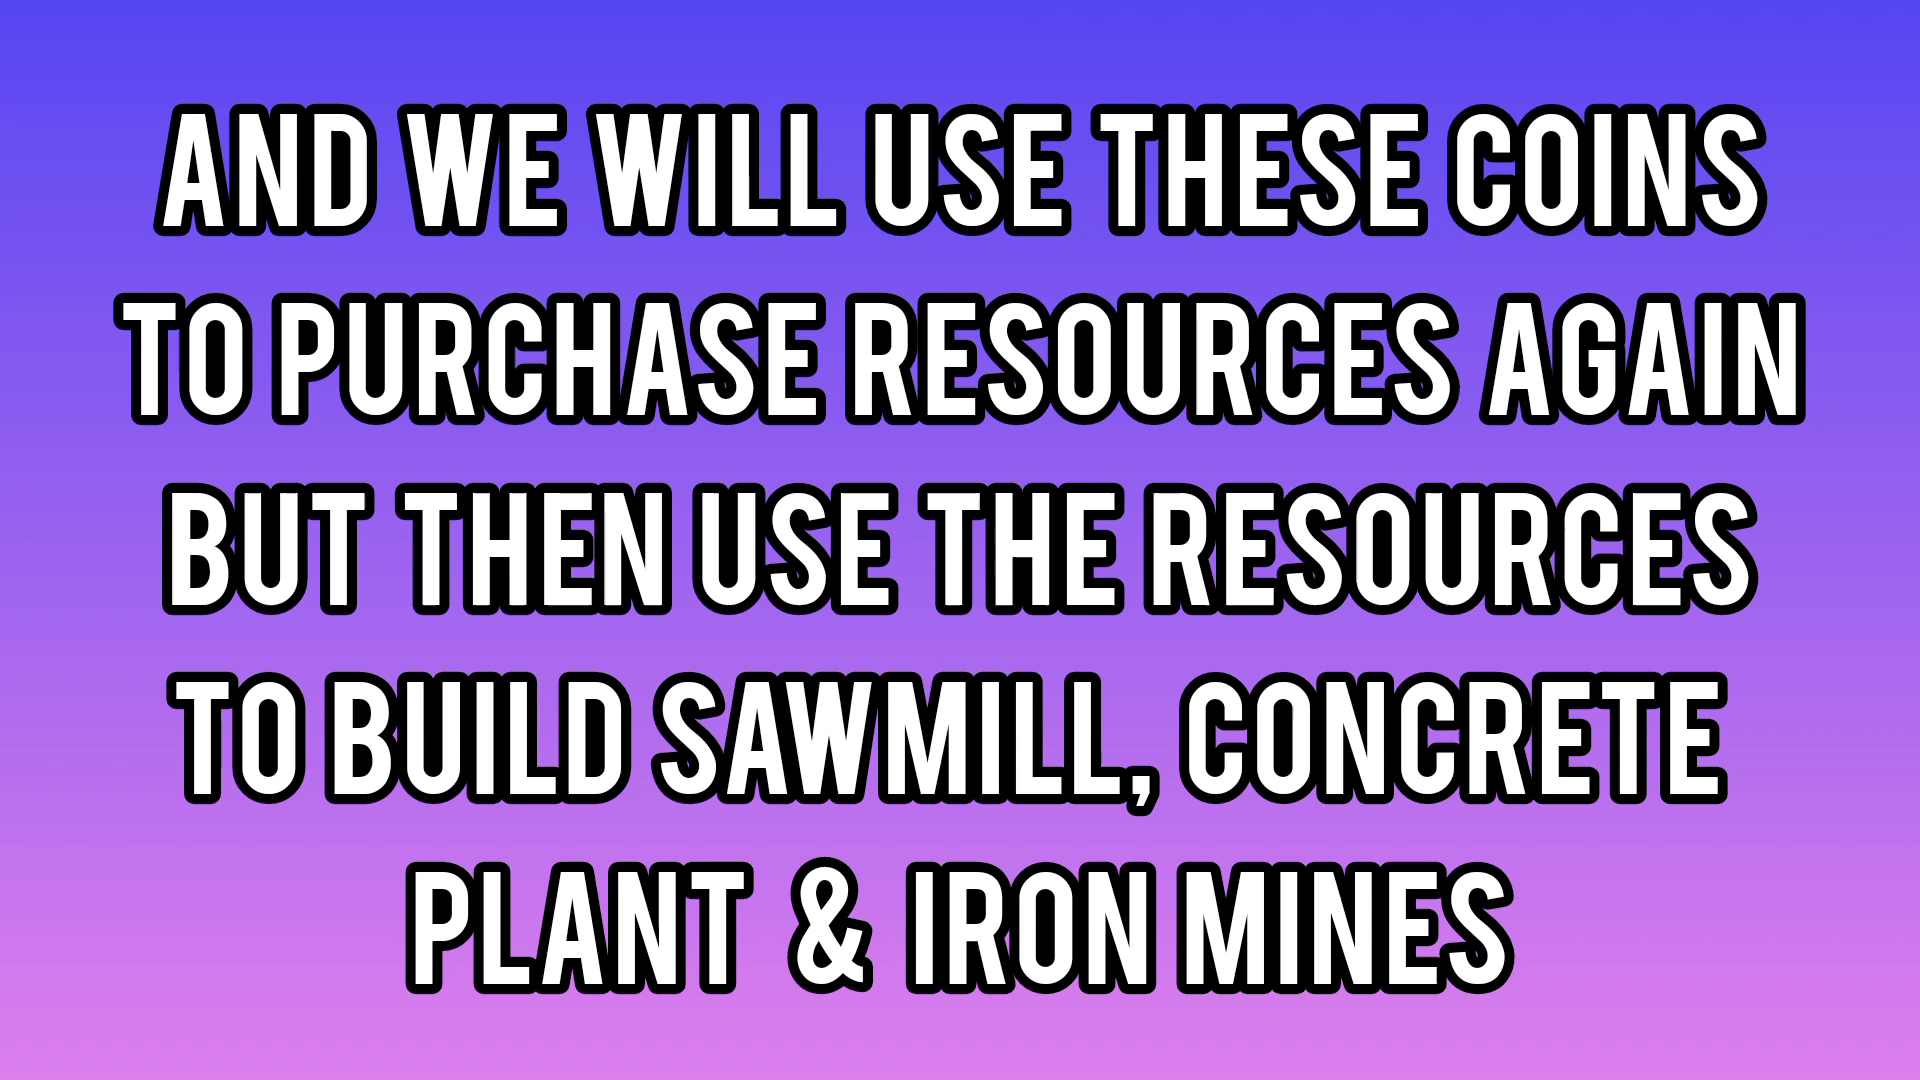 AND WE WILL USE THESE COINS
TO PURCHASE RESOURCES AGAIN
BUT THEN USE THE RESOURCES
TO BUILD SAWMILL, CONCRETE
PLANT & IRON MINES